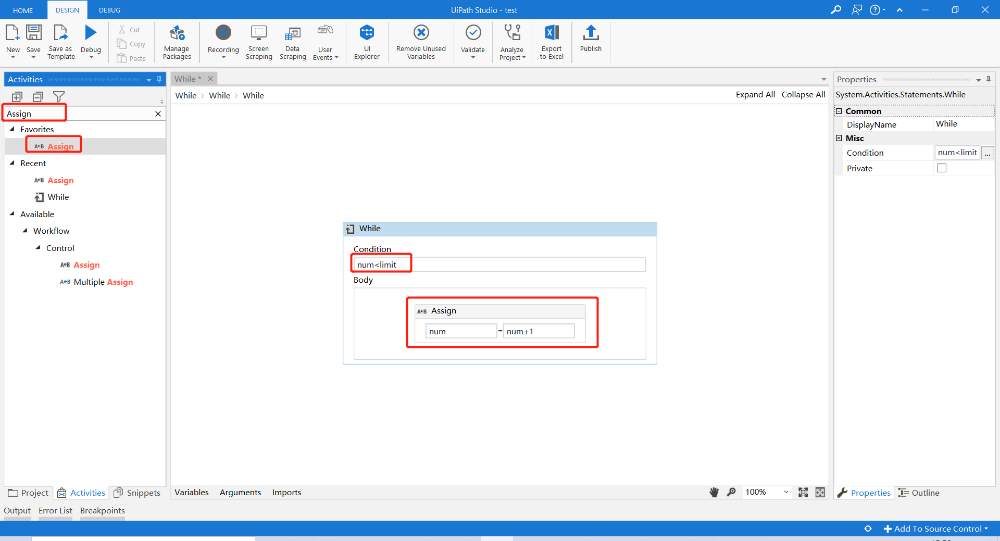 HOME DESIGN DEBUG UiPath Studio - test
New Save Save as Template Debug Cut Copy Paste Manage Packages Recording Screen Scraping Data Scraping User Events UI Explorer Remove Unused Variables Validate Analyze Project Export to Excel Publish
Activities
Assign
Favorites
A+B Assign
Recent
A+B Assign
While
Available
Workflow
Control
A+B Assign
A+B Multiple Assign
Project Activities Snippets
While *
While > While > While Expand All Collapse All
While
Condition
num<limit
Body
A+B Assign
num = num+1
Variables Arguments Imports 100%
Properties
System.Activities.Statements.While
Common
DisplayName While
Misc
Condition num<limit ...
Private
Properties Outline
Output Error List Breakpoints
Add To Source Control